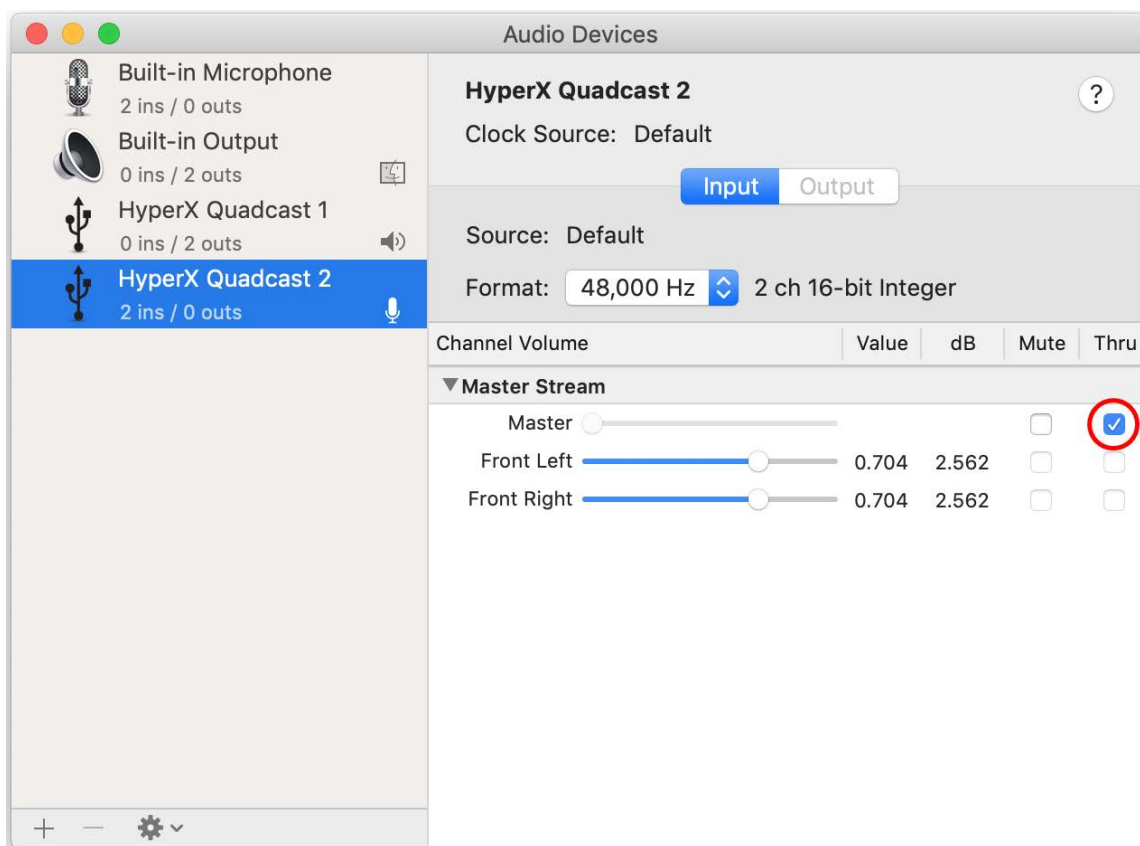 Audio Devices
Built-in Microphone
2 ins / 0 outs
Built-in Output
0 ins / 2 outs
HyperX Quadcast 1
0 ins / 2 outs
HyperX Quadcast 2
2 ins / 0 outs
HyperX Quadcast 2
?
Clock Source: Default
Input Output
Source: Default
Format: 48,000 Hz 2 ch 16-bit Integer
Channel Volume Value dB Mute Thru
Master Stream
Master
Front Left 0.704 2.562
Front Right 0.704 2.562